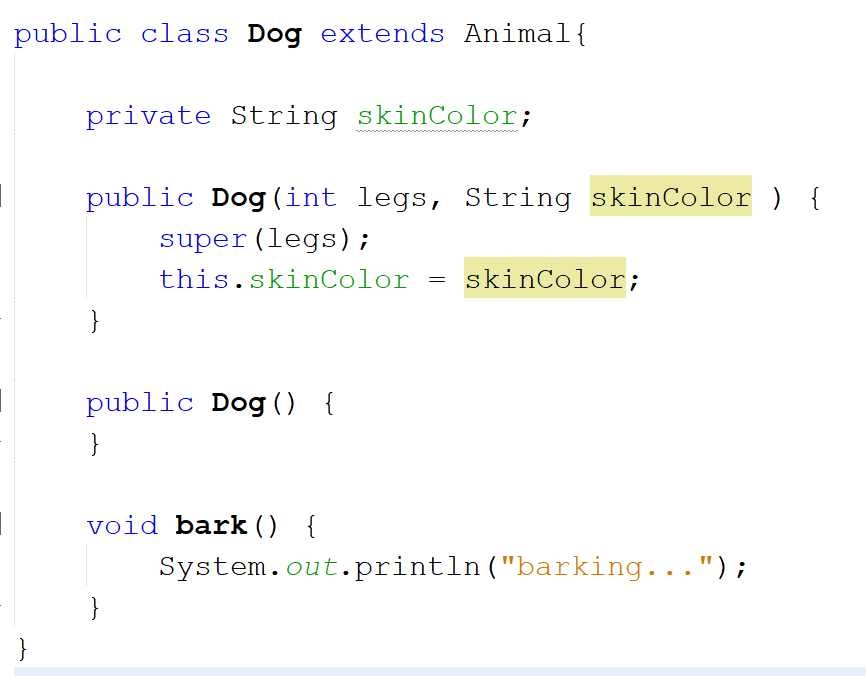 public class Dog extends Animal{
private String skinColor;
public Dog(int legs, String skinColor ) {
super(legs);
this.skinColor = skinColor;
}
public Dog() {
}
void bark() {
System.out.println("barking...");
}
}